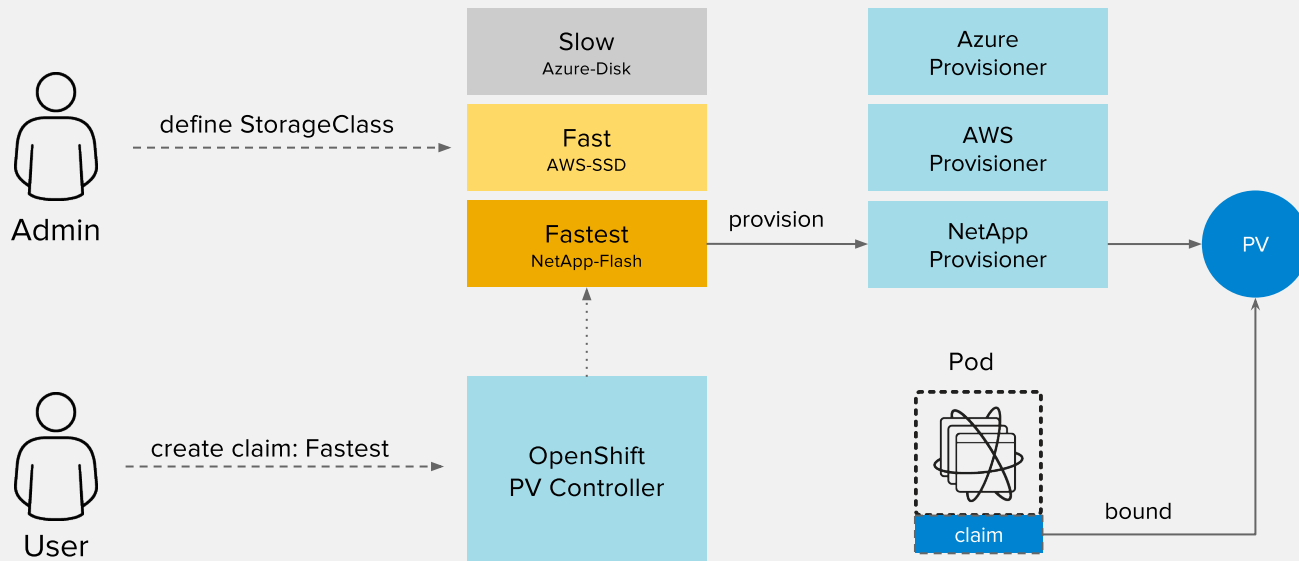 Slow
Azure-Disk
Azure
Provisioner
define StorageClass
Fast
AWS-SSD
AWS
Provisioner
Admin
Fastest
NetApp-Flash
provision
NetApp
Provisioner
PV
Pod
create claim: Fastest
OpenShift
PV Controller
bound
claim
User